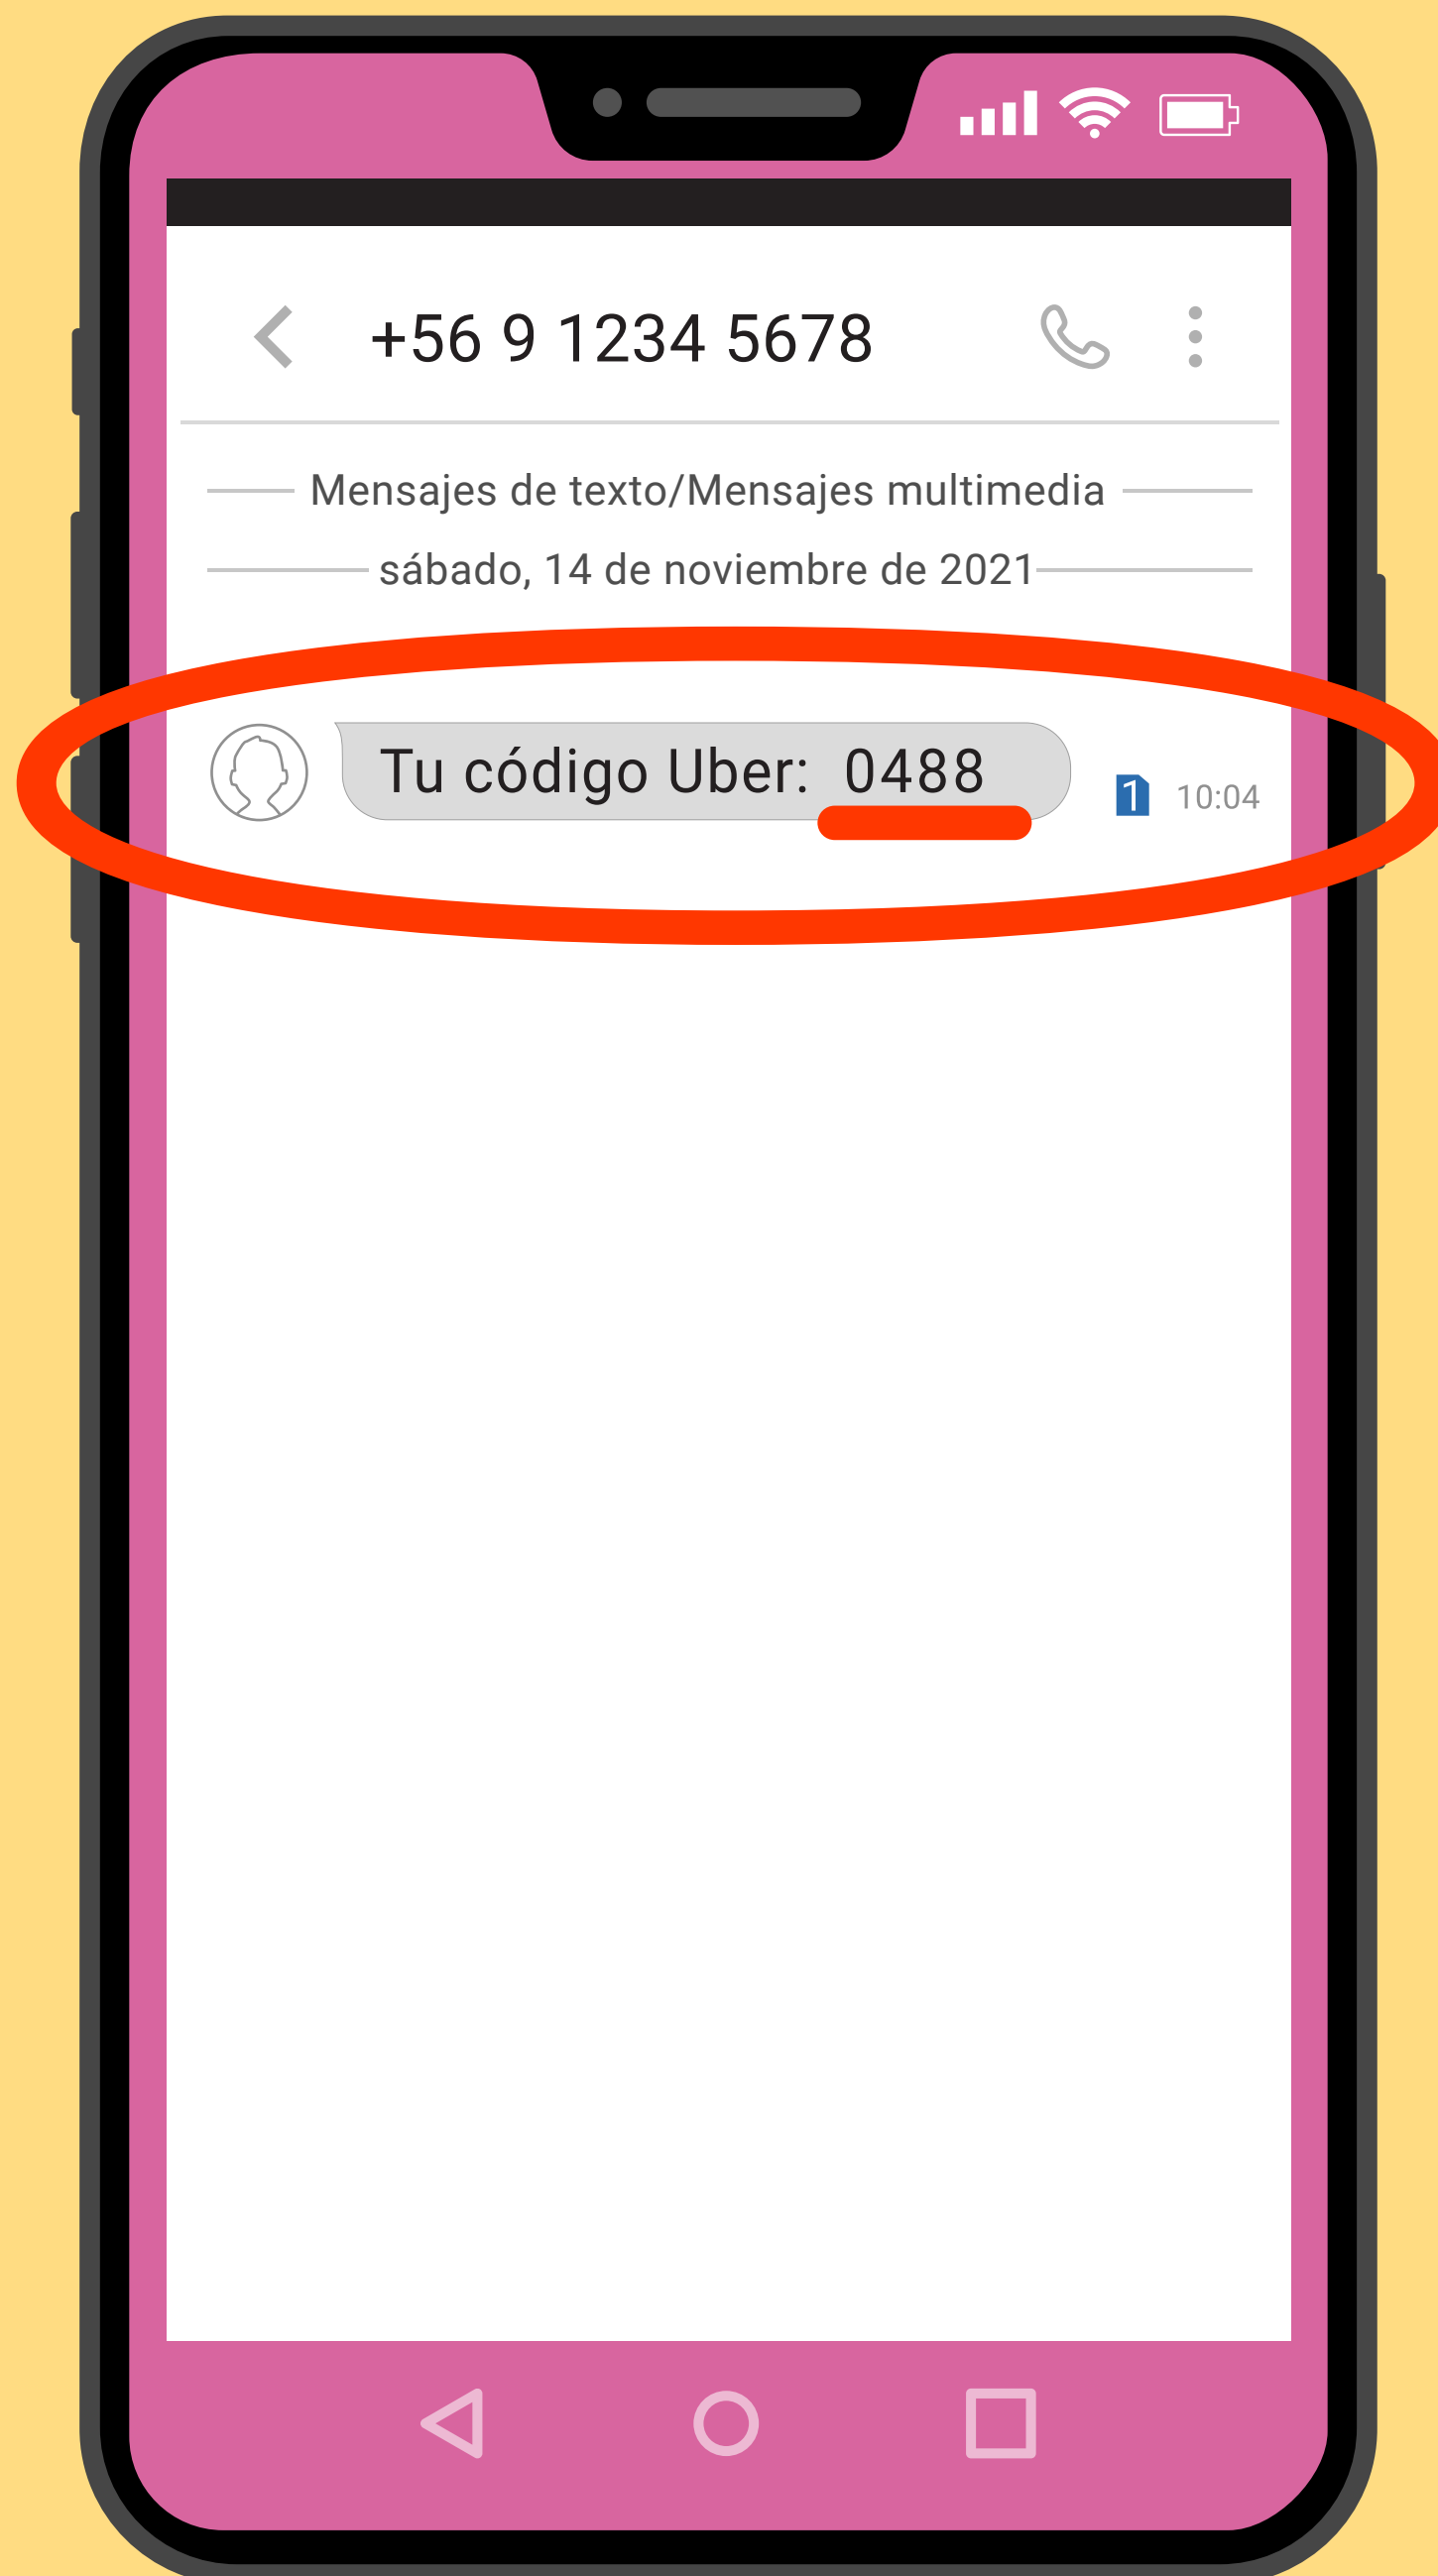 +56 9 1234 5678
Mensajes de texto/Mensajes multimedia
sábado, 14 de noviembre de 2021
Tu código Uber: 0488
1 10:04